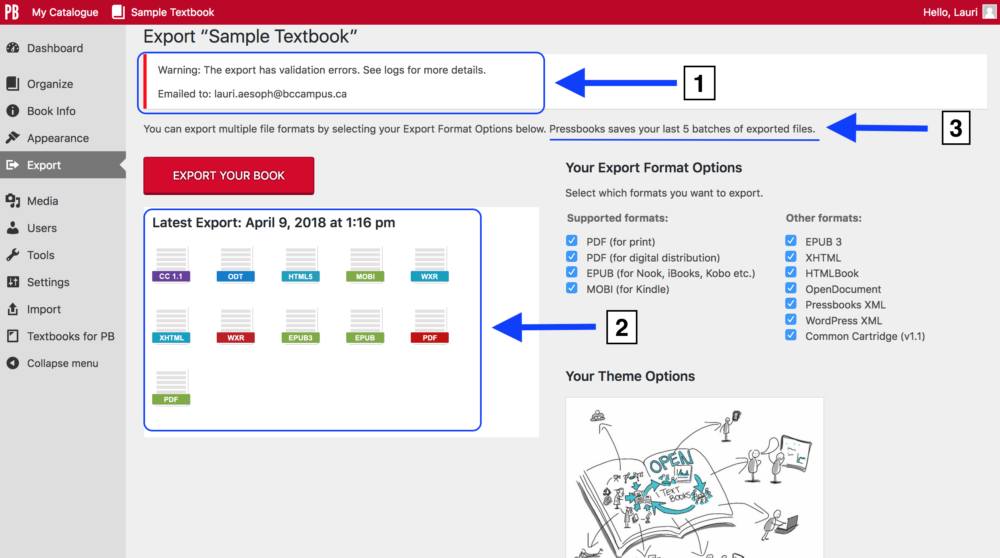 PB My Catalogue Sample Textbook Hello, Lauri
Dashboard
Organize
Book Info
Appearance
Export
Media
Users
Tools
Settings
Import
Textbooks for PB
Collapse menu
Export “Sample Textbook”
Warning: The export has validation errors. See logs for more details.
Emailed to: lauri.aesoph@bccampus.ca
1
You can export multiple file formats by selecting your Export Format Options below. Pressbooks saves your last 5 batches of exported files.
3
EXPORT YOUR BOOK
Latest Export: April 9, 2018 at 1:16 pm
CC 1.1 ODT HTML5 MOBI WXR
XHTML WXR EPUB3 EPUB PDF
PDF
2
Your Export Format Options
Select which formats you want to export.
Supported formats:
PDF (for print)
PDF (for digital distribution)
EPUB (for Nook, iBooks, Kobo etc.)
MOBI (for Kindle)
Other formats:
EPUB 3
XHTML
HTMLBook
OpenDocument
Pressbooks XML
WordPress XML
Common Cartridge (v1.1)
Your Theme Options
OPEN
TEXT
BOOKS